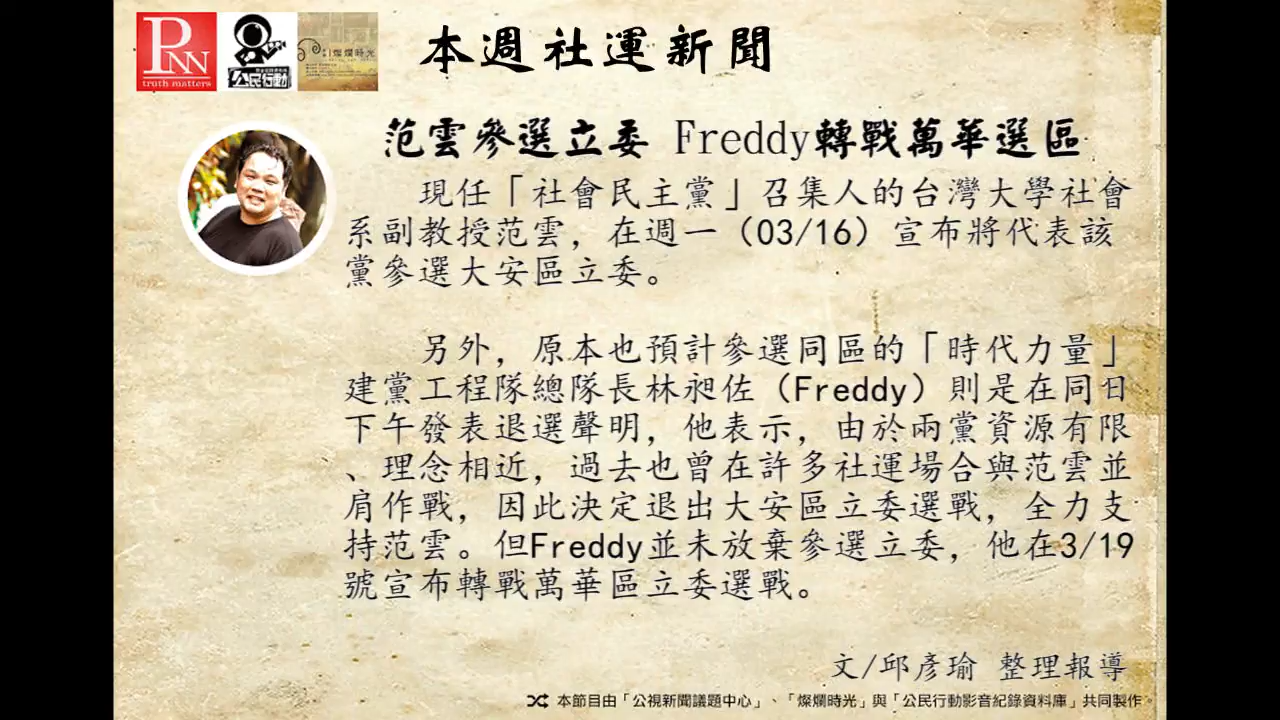 PNN
truth matters
公民行動
燦爛時光
本週社運新聞
范雲參選立委 Freddy轉戰萬華選區
現任「社會民主黨」召集人的台灣大學社會
系副教授范雲，在週一（03/16）宣布將代表該
黨參選大安區立委。
另外，原本也預計參選同區的「時代力量」
建黨工程隊總隊長林昶佐（Freddy）則是在同日
下午發表退選聲明，他表示，由於兩黨資源有限
、理念相近，過去也曾在許多社運場合與范雲並
肩作戰，因此決定退出大安區立委選戰，全力支
持范雲。但Freddy並未放棄參選立委，他在3/19
號宣布轉戰萬華區立委選戰。
文/邱彥瑜 整理報導
本節目由「公視新聞議題中心」、「燦爛時光」與「公民行動影音紀錄資料庫」共同製作